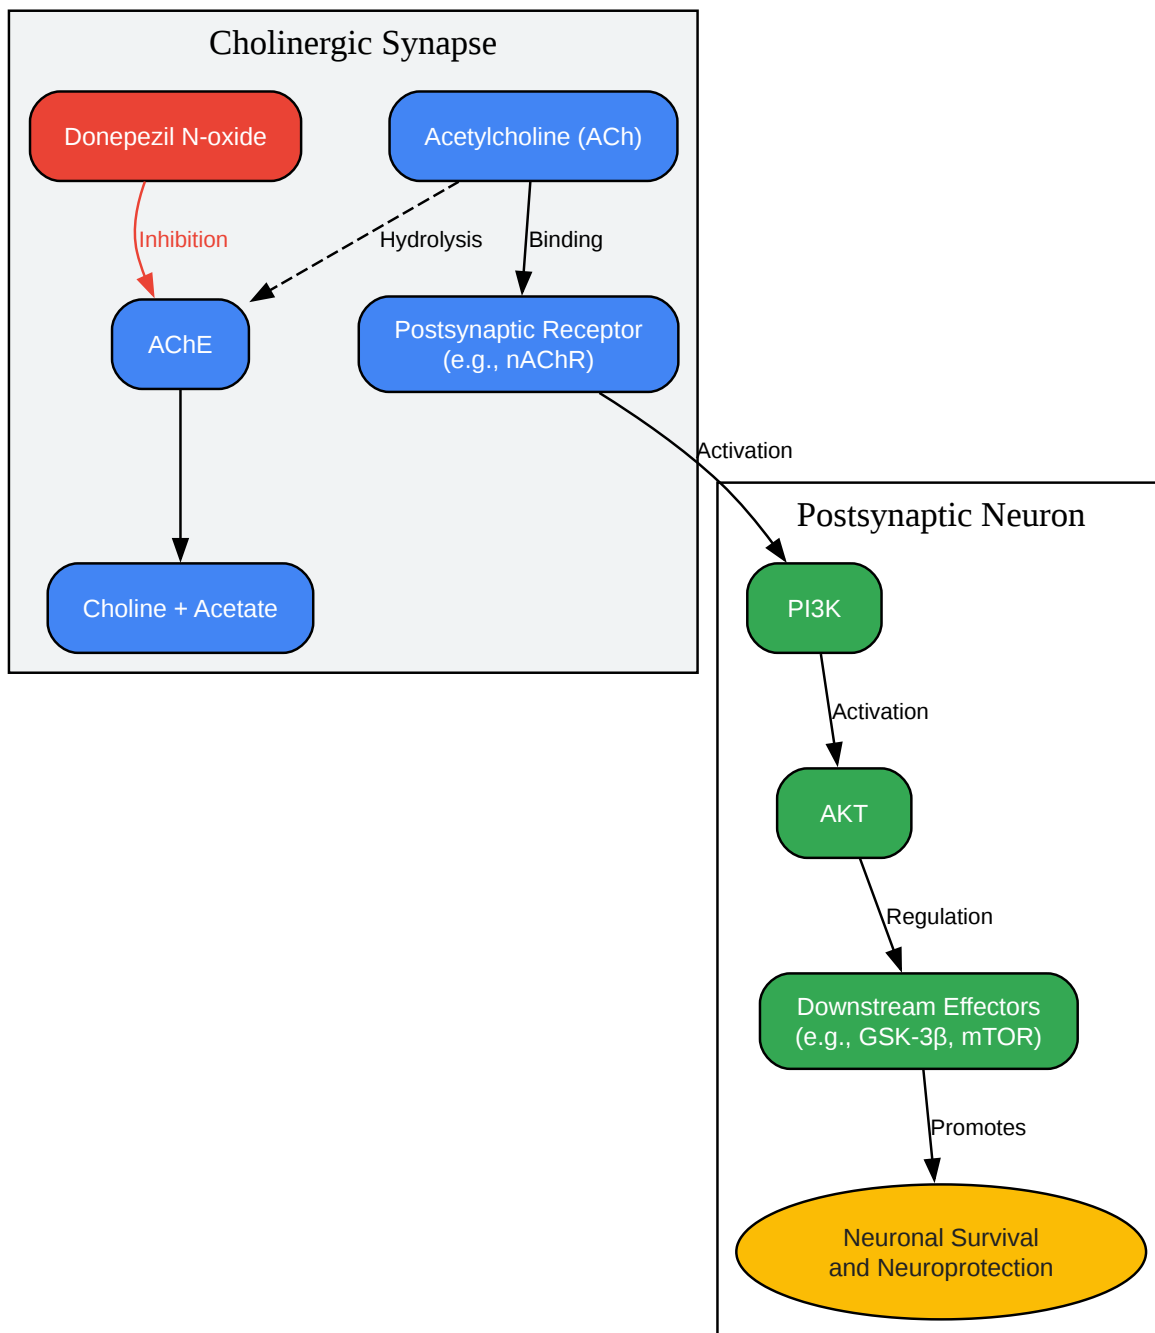 Cholinergic Synapse
Donepezil N-oxide
Acetylcholine (ACh)
Inhibition
Hydrolysis
Binding
AChE
Postsynaptic Receptor
(e.g., nAChR)
Activation
Postsynaptic Neuron
Choline + Acetate
PI3K
Activation
AKT
Regulation
Downstream Effectors
(e.g., GSK-3β, mTOR)
Promotes
Neuronal Survival
and Neuroprotection